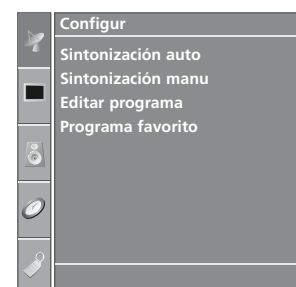 Configur
Sintonización auto
Sintonización manu
Editar programa
Programa favorito